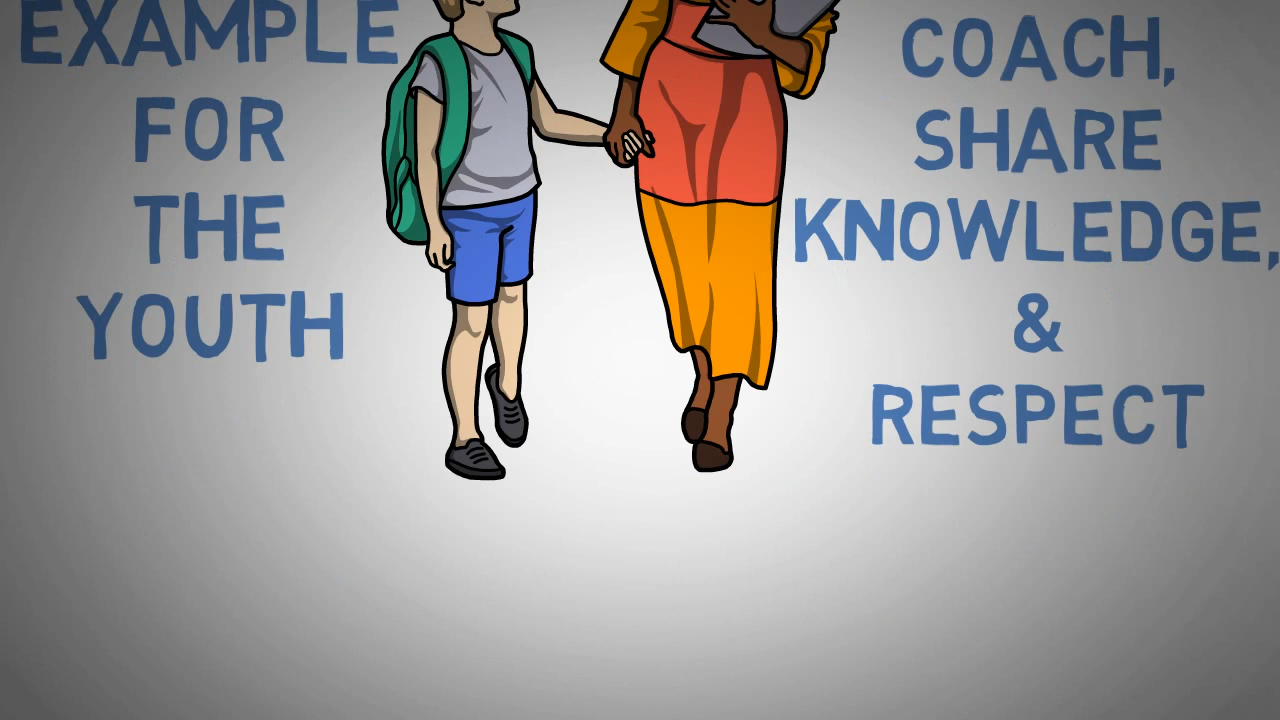 EXAMPLE
FOR
THE
YOUTH
COACH,
SHARE
KNOWLEDGE,
&
RESPECT